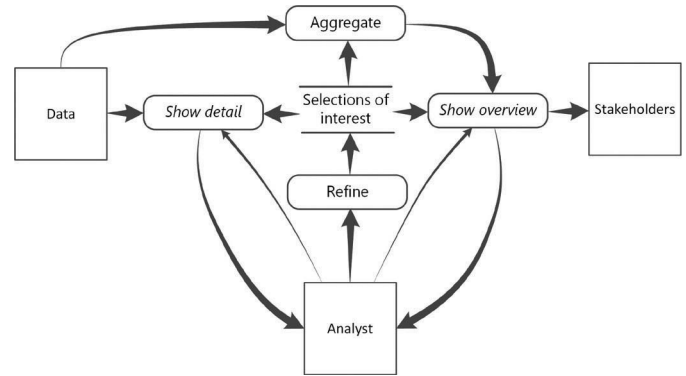 Aggregate
Data
Show detail
Selections of
interest
Show overview
Stakeholders
Refine
Analyst